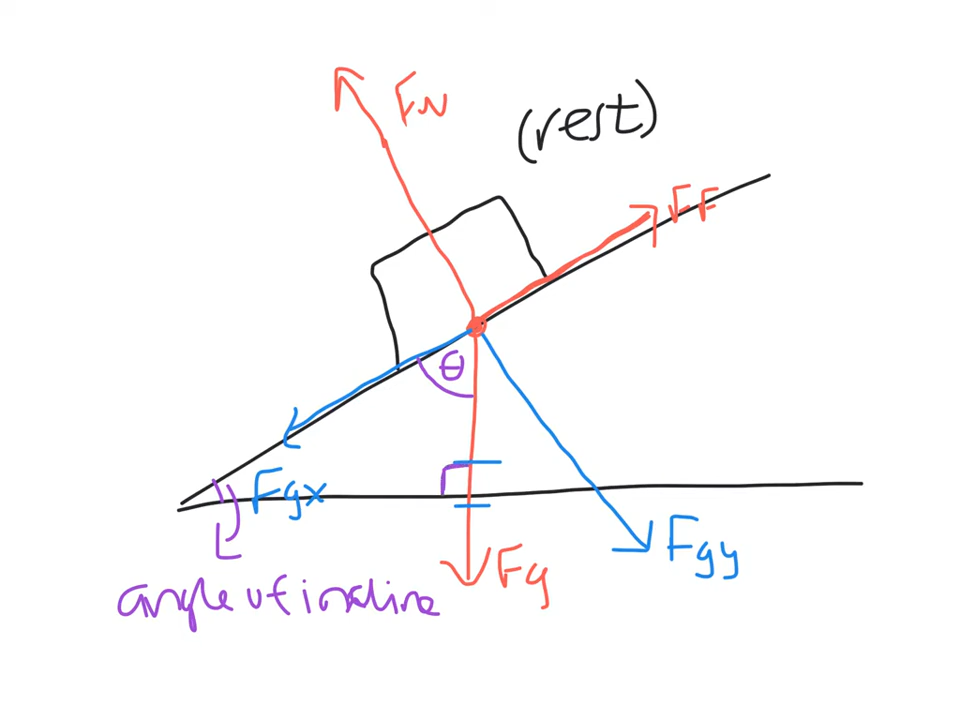 FN
(rest)
FF
θ
Fgx
Fgy
Fg
angle of incline